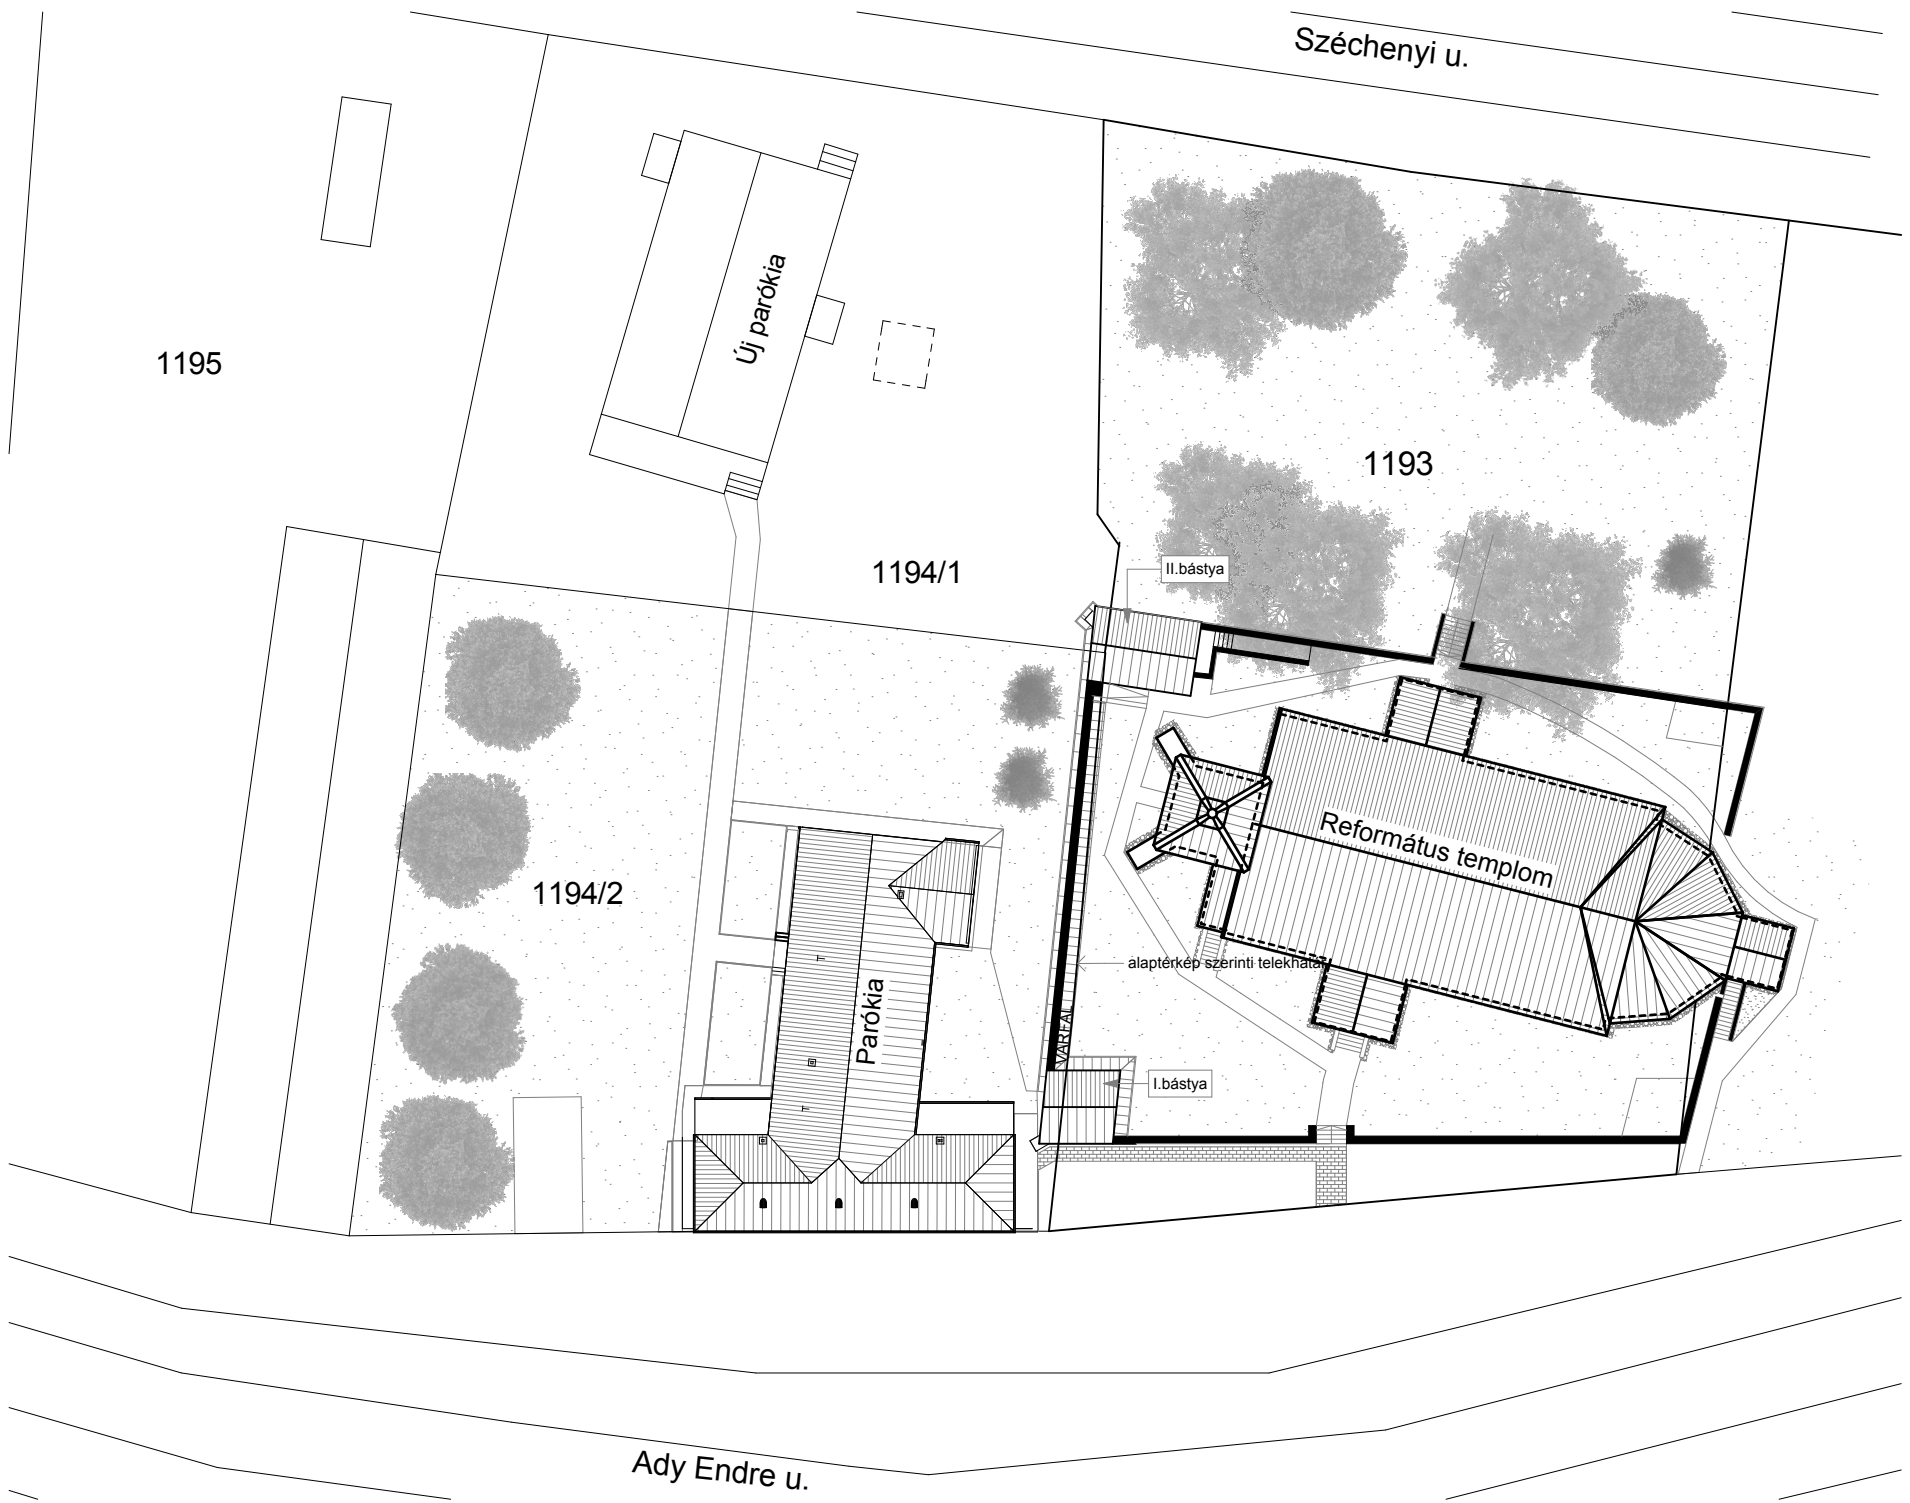 Széchenyi u.
Új parókia
1195
1193
1194/1
II.bástya
Református templom
1194/2
alaptérkép szerinti telekhatár
Parókia
VÁRFAL
I.bástya
Ady Endre u.